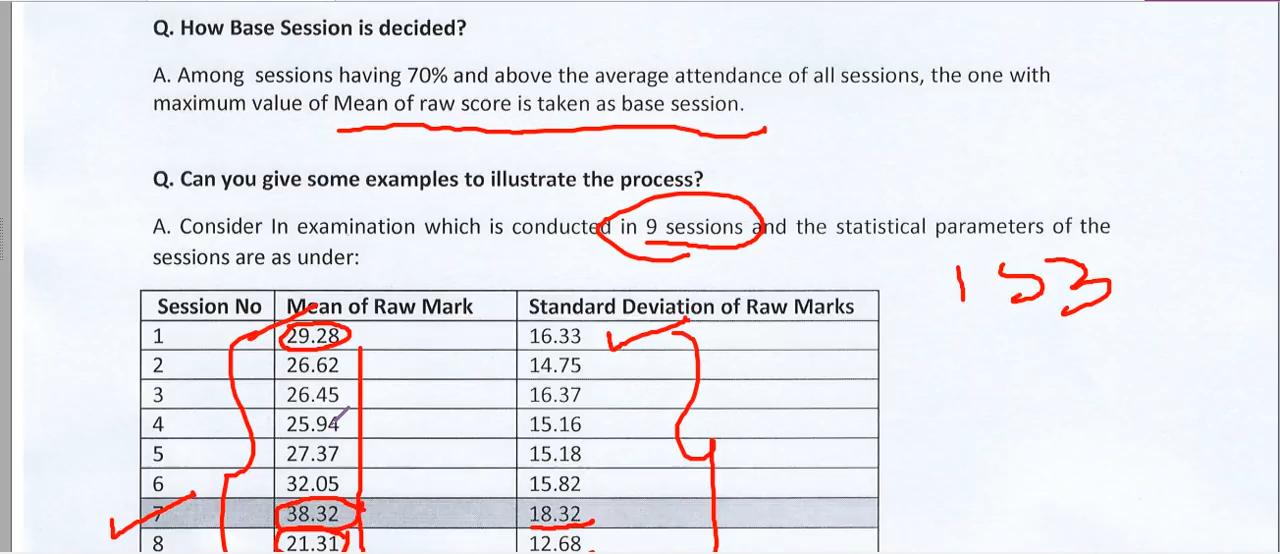 Q. How Base Session is decided?
A. Among sessions having 70% and above the average attendance of all sessions, the one with
maximum value of Mean of raw score is taken as base session.
Q. Can you give some examples to illustrate the process?
A. Consider In examination which is conducted in 9 sessions and the statistical parameters of the
sessions are as under:
153
Session No Mean of Raw Mark Standard Deviation of Raw Marks
1 29.28 16.33
2 26.62 14.75
3 26.45 16.37
4 25.94 15.16
5 27.37 15.18
6 32.05 15.82
7 38.32 18.32
8 21.31 12.68